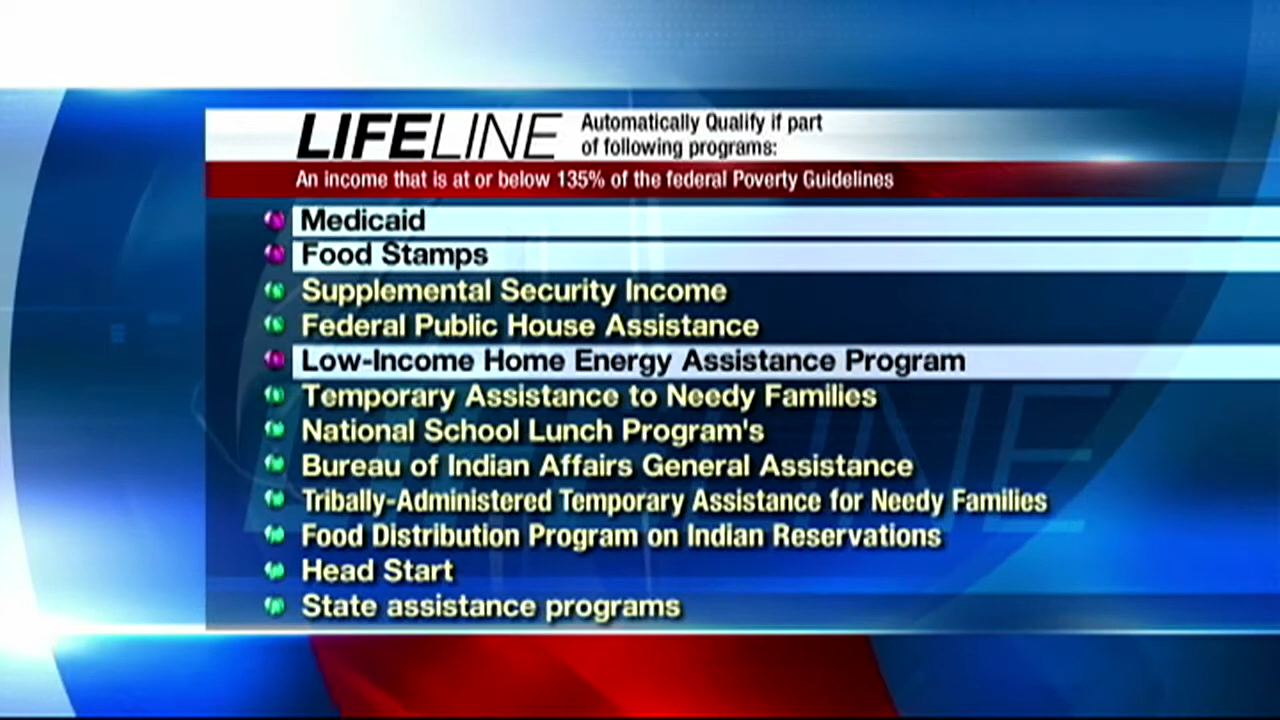 LIFELINE
Automatically Qualify if part
of following programs:
An income that is at or below 135% of the federal Poverty Guidelines
Medicaid
Food Stamps
Supplemental Security Income
Federal Public House Assistance
Low-Income Home Energy Assistance Program
Temporary Assistance to Needy Families
National School Lunch Program's
Bureau of Indian Affairs General Assistance
Tribally-Administered Temporary Assistance for Needy Families
Food Distribution Program on Indian Reservations
Head Start
State assistance programs